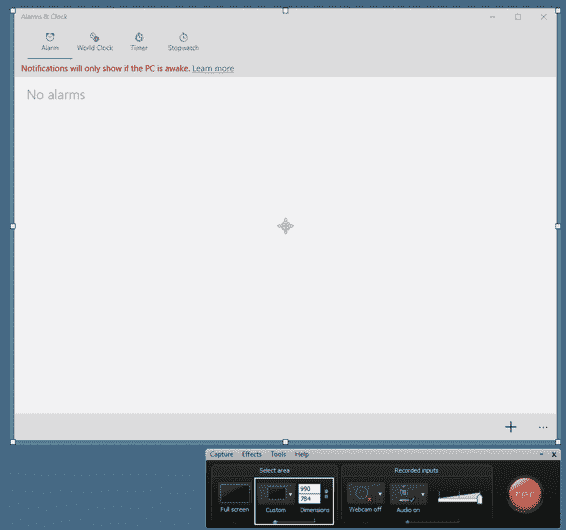 Alarms & Clock
Alarm World Clock Timer Stopwatch
Notifications will only show if the PC is awake. Learn more
No alarms
Capture Effects Tools Help
Select area Recorded inputs
990
784
Full screen Custom Dimensions Webcam off Audio on
rec